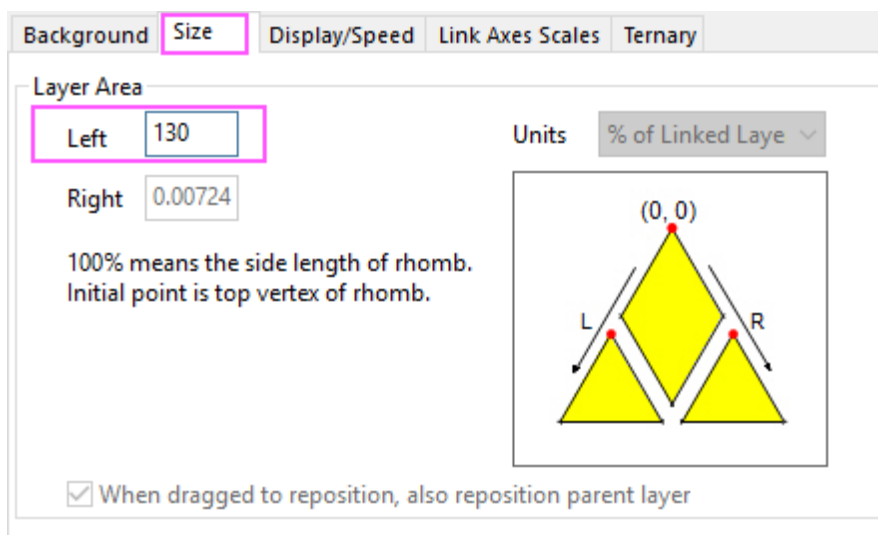 Background Size Display/Speed Link Axes Scales Ternary
Layer Area
Left 130 Units % of Linked Laye
Right 0.00724
(0, 0)
100% means the side length of rhomb.
Initial point is top vertex of rhomb.
L R
When dragged to reposition, also reposition parent layer